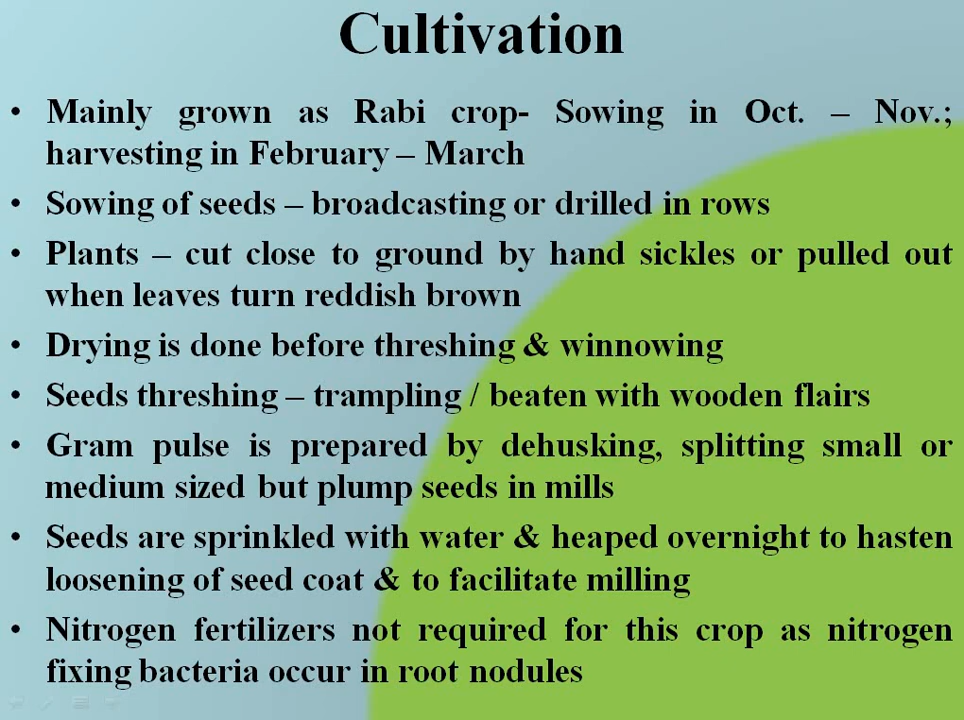 Cultivation
• Mainly grown as Rabi crop- Sowing in Oct. – Nov.;
harvesting in February – March
• Sowing of seeds – broadcasting or drilled in rows
• Plants – cut close to ground by hand sickles or pulled out
when leaves turn reddish brown
• Drying is done before threshing & winnowing
• Seeds threshing – trampling / beaten with wooden flairs
• Gram pulse is prepared by dehusking, splitting small or
medium sized but plump seeds in mills
• Seeds are sprinkled with water & heaped overnight to hasten
loosening of seed coat & to facilitate milling
• Nitrogen fertilizers not required for this crop as nitrogen
fixing bacteria occur in root nodules